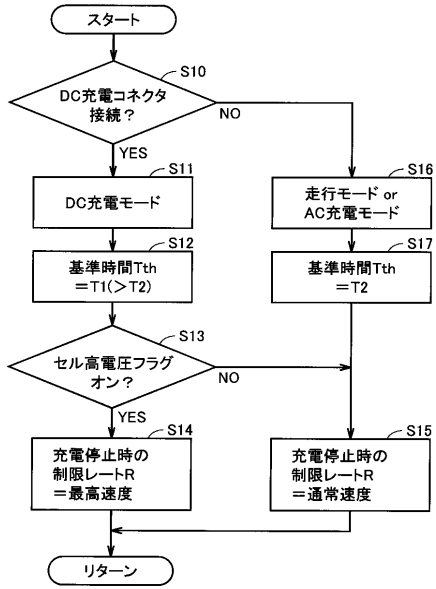 スタート
S10
DC充電コネクタ
接続？
NO
YES
S11
DC充電モード
S16
走行モード or
AC充電モード
S12
基準時間Tth
＝T1(＞T2)
S17
基準時間Tth
＝T2
S13
セル高電圧フラグ
オン？
NO
YES
S14
充電停止時の
制限レートR
＝最高速度
S15
充電停止時の
制限レートR
＝通常速度
リターン